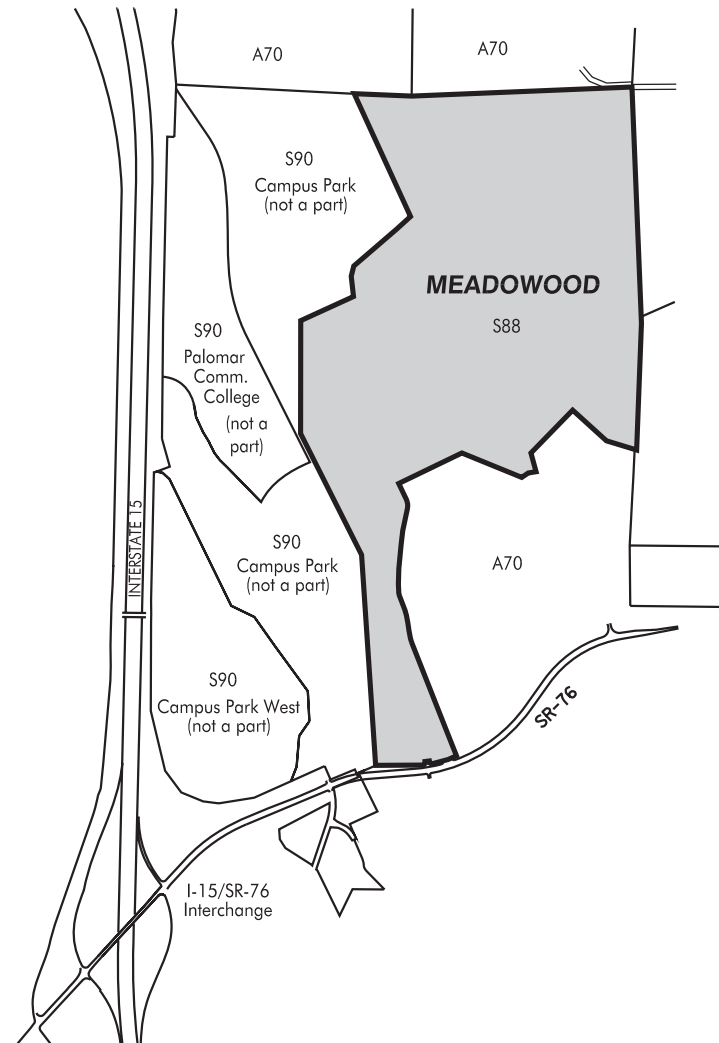 A70
A70
S90
Campus Park
(not a part)
MEADOWOOD
S88
S90
Palomar
Comm.
College
(not a
part)
INTERSTATE 15
S90
Campus Park
(not a part)
A70
S90
Campus Park West
(not a part)
SR-76
I-15/SR-76
Interchange